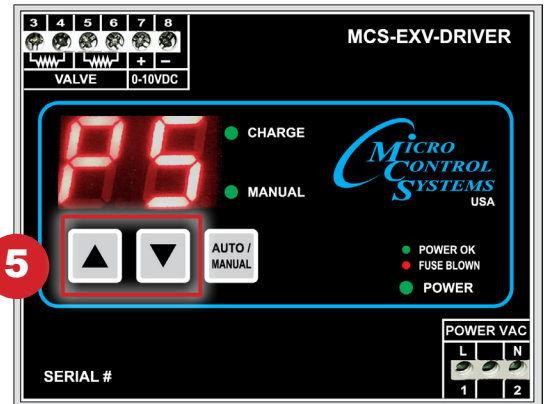 3 4 5 6 7 8
MCS-EXV-DRIVER
+ −
VALVE 0-10VDC
P5
CHARGE
MANUAL
MICRO
CONTROL
SYSTEMS
USA
5
AUTO /
MANUAL
POWER OK
FUSE BLOWN
POWER
POWER VAC
L N
1 2
SERIAL #